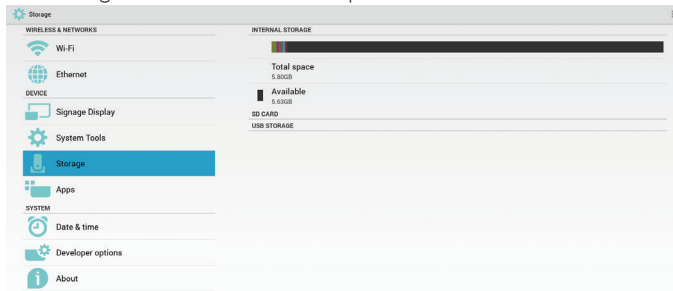 Storage
WIRELESS & NETWORKS
Wi-Fi
Ethernet
DEVICE
Signage Display
System Tools
Storage
Apps
SYSTEM
Date & time
Developer options
About
INTERNAL STORAGE
Total space
5.80GB
Available
5.63GB
SD CARD
USB STORAGE